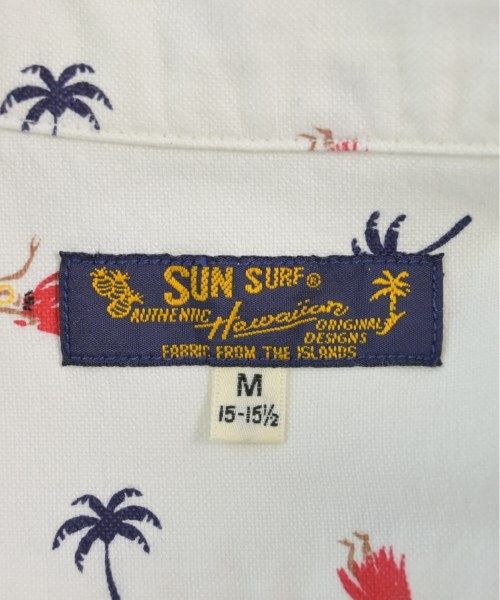 SUN SURF®
AUTHENTIC Hawaiian ORIGINAL
DESIGNS
FABRIC FROM THE ISLANDS
M
15-15½